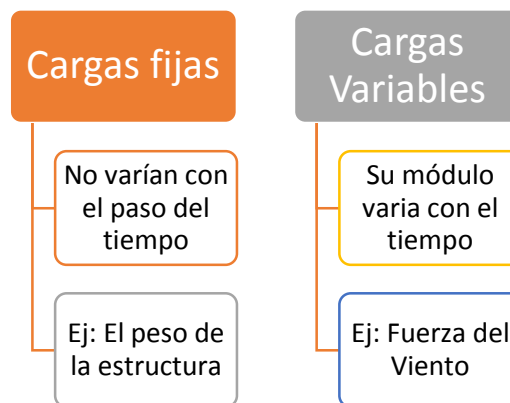 Cargas fijas
No varían con
el paso del
tiempo
Ej: El peso de
la estructura
Cargas
Variables
Su módulo
varia con el
tiempo
Ej: Fuerza del
Viento